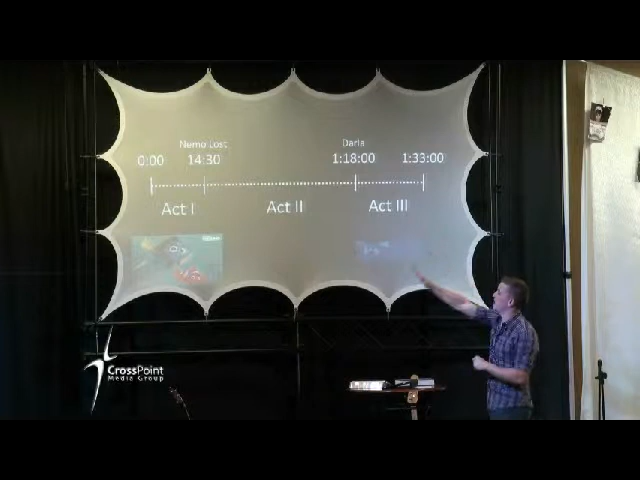 Nemo Lost
Darla
0:00
14:30
1:18:00
1:33:00
Act I
Act II
Act III
CrossPoint
Media Group